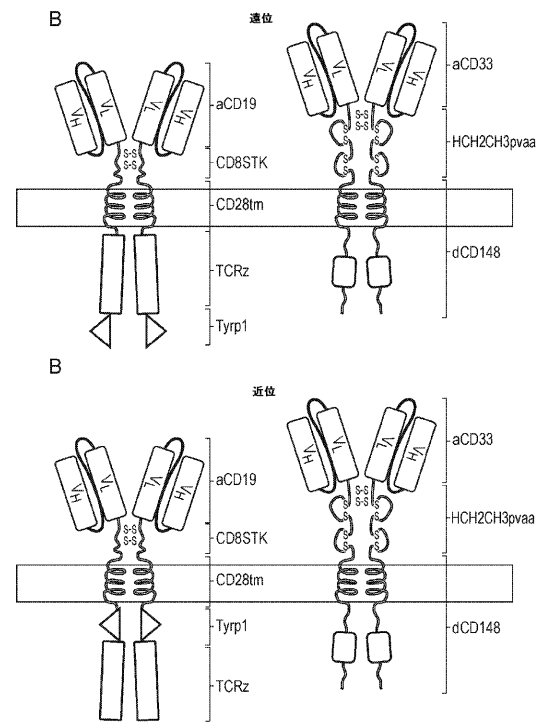 B
遠位
VH
VL
VL
VH
aCD19
S-S
S-S
CD8STK
CD28tm
TCRz
Tyrp1
VH
VL
VL
VH
aCD33
S-S
S-S
S
S
S
S
S
S
S
S
HCH2CH3pvaa
dCD148
B
近位
VH
VL
VL
VH
aCD19
S-S
S-S
CD8STK
CD28tm
Tyrp1
TCRz
VH
VL
VL
VH
aCD33
S-S
S-S
S
S
S
S
S
S
S
S
HCH2CH3pvaa
dCD148